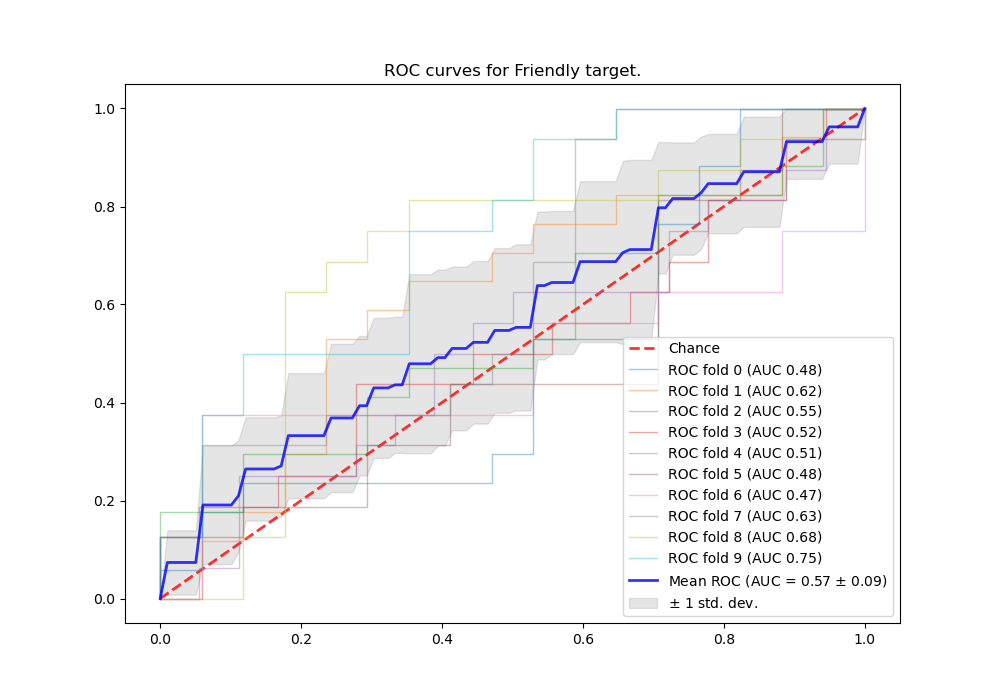 ROC curves for Friendly target.
1.0
0.8
0.6
0.4
0.2
0.0
0.0 0.2 0.4 0.6 0.8 1.0
Chance
ROC fold 0 (AUC 0.48)
ROC fold 1 (AUC 0.62)
ROC fold 2 (AUC 0.55)
ROC fold 3 (AUC 0.52)
ROC fold 4 (AUC 0.51)
ROC fold 5 (AUC 0.48)
ROC fold 6 (AUC 0.47)
ROC fold 7 (AUC 0.63)
ROC fold 8 (AUC 0.68)
ROC fold 9 (AUC 0.75)
Mean ROC (AUC = 0.57 ± 0.09)
± 1 std. dev.